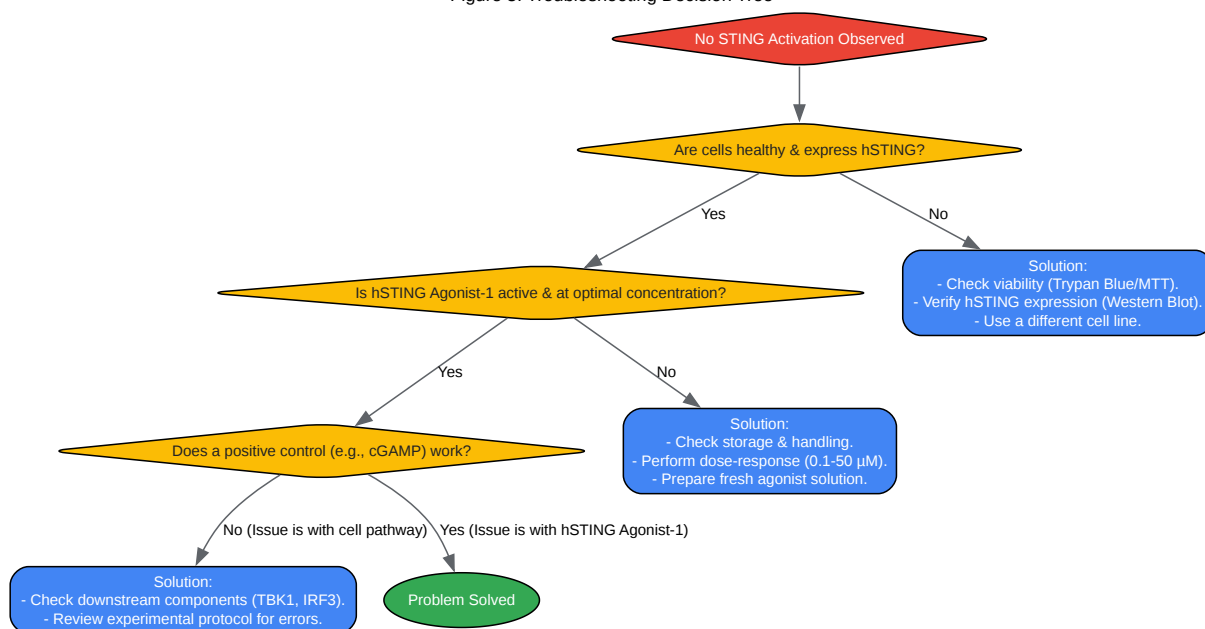 Figure 3: Troubleshooting Decision Tree
No STING Activation Observed
Are cells healthy & express hSTING?
Yes
No
Is hSTING Agonist-1 active & at optimal concentration?
Solution:
- Check viability (Trypan Blue/MTT).
- Verify hSTING expression (Western Blot).
- Use a different cell line.
Yes
No
Does a positive control (e.g., cGAMP) work?
Solution:
- Check storage & handling.
- Perform dose-response (0.1-50 µM).
- Prepare fresh agonist solution.
No (Issue is with cell pathway)
Yes (Issue is with hSTING Agonist-1)
Solution:
- Check downstream components (TBK1, IRF3).
- Review experimental protocol for errors.
Problem Solved